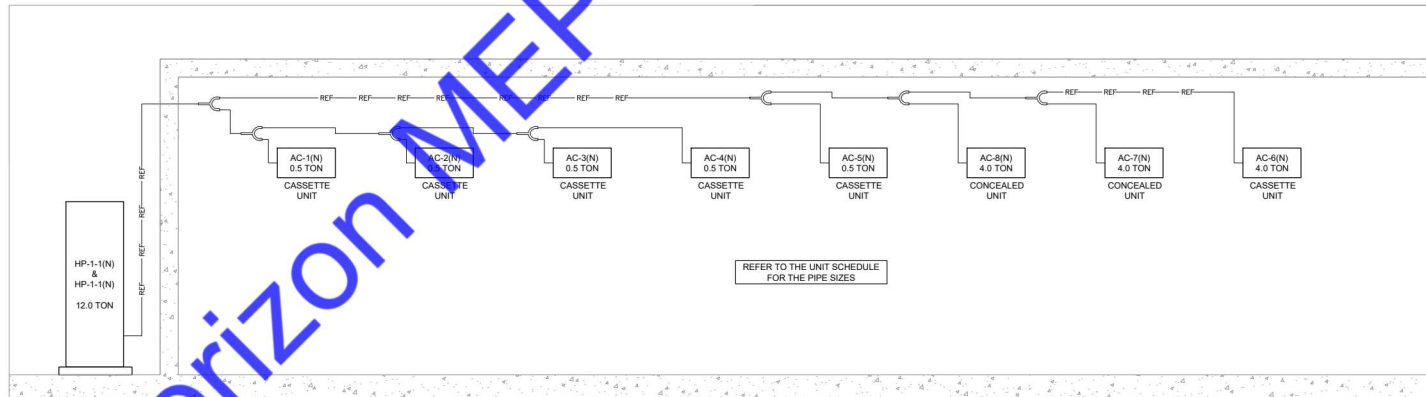 REF REF REF REF REF REF REF REF
REF REF REF REF
REF
REF
REF
REF
AC-1(N)
0.5 TON
CASSETTE
UNIT
AC-2(N)
0.5 TON
CASSETTE
UNIT
AC-3(N)
0.5 TON
CASSETTE
UNIT
AC-4(N)
0.5 TON
CASSETTE
UNIT
AC-5(N)
0.5 TON
CASSETTE
UNIT
AC-8(N)
4.0 TON
CONCEALED
UNIT
AC-7(N)
4.0 TON
CONCEALED
UNIT
AC-6(N)
4.0 TON
CASSETTE
UNIT
HP-1-1(N)
&
HP-1-1(N)
12.0 TON
REFER TO THE UNIT SCHEDULE
FOR THE PIPE SIZES
rizon MEP